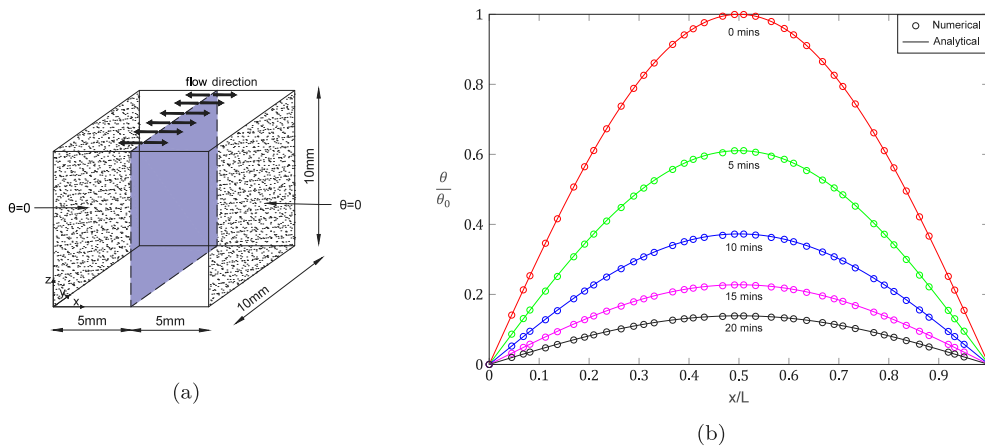 flow direction
10mm
θ=0
θ=0
z
y
x
5mm
5mm
10mm
(a)
1
0.8
0.6
0.4
0.2
0
θ
θ0
0 mins
5 mins
10 mins
15 mins
20 mins
Numerical
Analytical
0 0.1 0.2 0.3 0.4 0.5 0.6 0.7 0.8 0.9
x/L
(b)